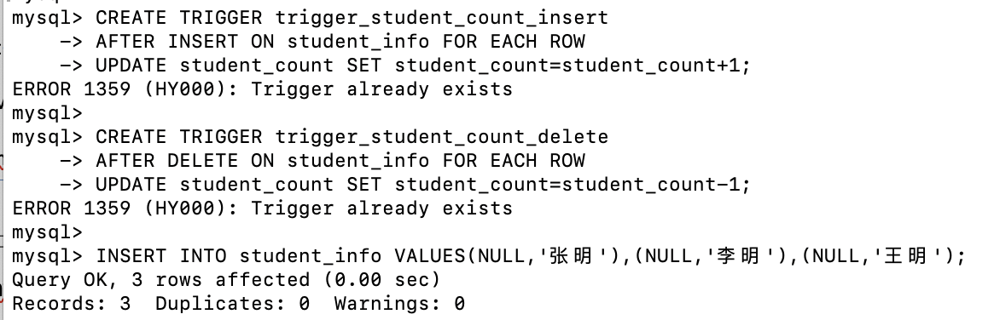 mysql> CREATE TRIGGER trigger_student_count_insert
    -> AFTER INSERT ON student_info FOR EACH ROW
    -> UPDATE student_count SET student_count=student_count+1;
ERROR 1359 (HY000): Trigger already exists
mysql>
mysql> CREATE TRIGGER trigger_student_count_delete
    -> AFTER DELETE ON student_info FOR EACH ROW
    -> UPDATE student_count SET student_count=student_count-1;
ERROR 1359 (HY000): Trigger already exists
mysql>
mysql> INSERT INTO student_info VALUES(NULL,'张明'),(NULL,'李明'),(NULL,'王明');
Query OK, 3 rows affected (0.00 sec)
Records: 3  Duplicates: 0  Warnings: 0